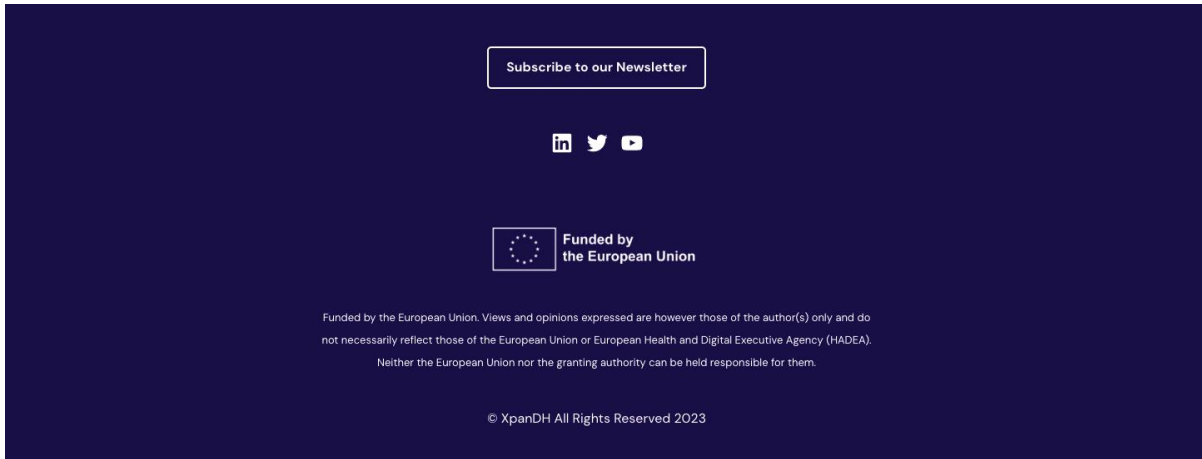 Subscribe to our Newsletter
in
Funded by
the European Union
Funded by the European Union. Views and opinions expressed are however those of the author(s) only and do
not necessarily reflect those of the European Union or European Health and Digital Executive Agency (HADEA).
Neither the European Union nor the granting authority can be held responsible for them.
© XpanDH All Rights Reserved 2023